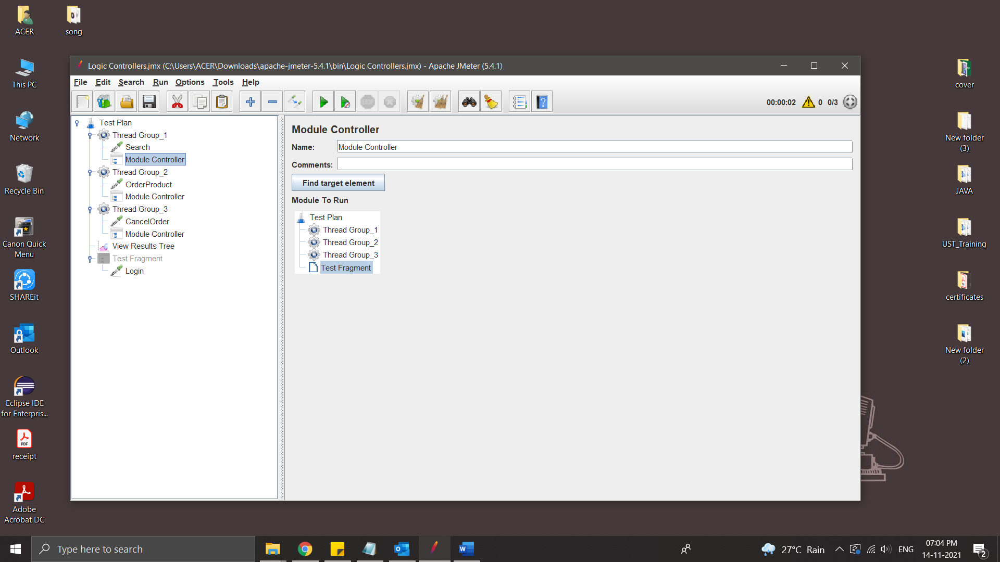 ACER
song
This PC
Network
Recycle Bin
Canon Quick
Menu
SHAREit
Outlook
Eclipse IDE
for Enterpris...
PDF
receipt
Adobe
Acrobat DC
Logic Controllers.jmx (C:\Users\ACER\Downloads\apache-jmeter-5.4.1\bin\Logic Controllers.jmx) - Apache JMeter (5.4.1)
File Edit Search Run Options Tools Help
STOP
00:00:02 0 0/3
Test Plan
Thread Group_1
Search
Module Controller
Thread Group_2
OrderProduct
Module Controller
Thread Group_3
CancelOrder
Module Controller
View Results Tree
Test Fragment
Login
Module Controller
Name: Module Controller
Comments:
Find target element
Module To Run
Test Plan
Thread Group_1
Thread Group_2
Thread Group_3
Test Fragment
cover
New folder
(3)
JAVA
UST_Training
certificates
New folder
(2)
Type here to search
27°C Rain
ENG
07:04 PM
14-11-2021
2